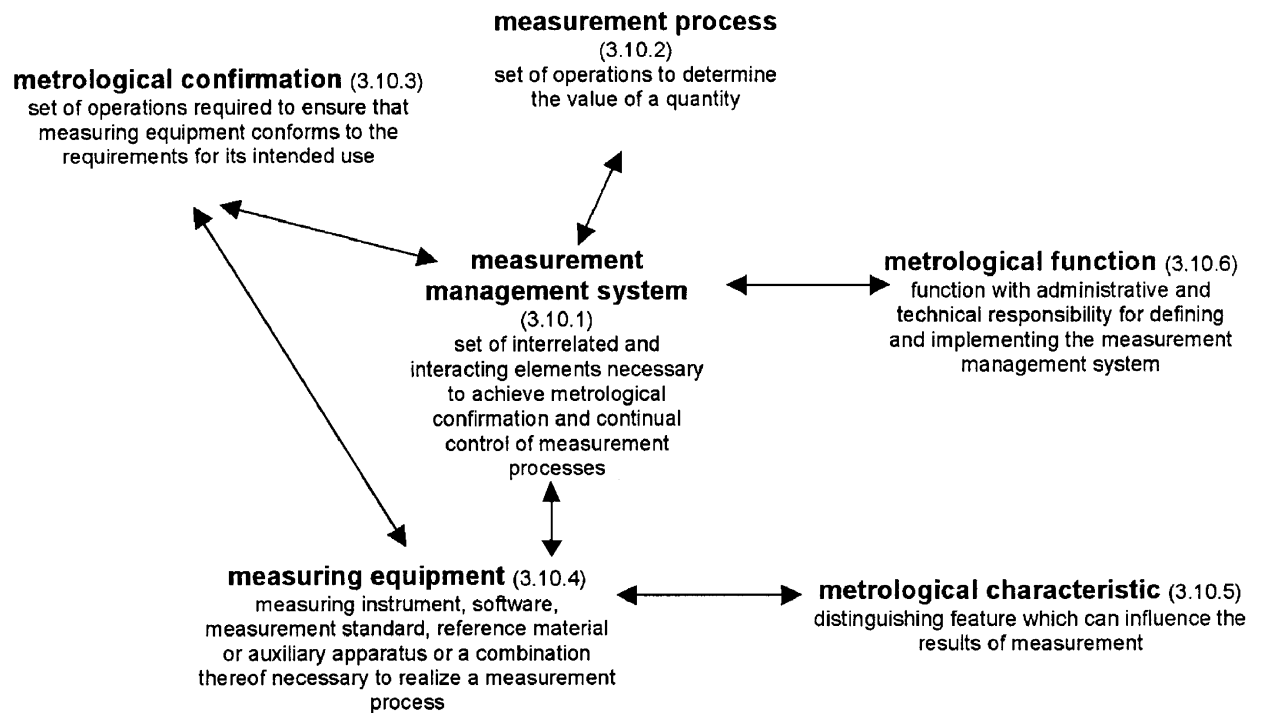 measurement process
(3.10.2)
set of operations to determine
the value of a quantity
metrological confirmation (3.10.3)
set of operations required to ensure that
measuring equipment conforms to the
requirements for its intended use
measurement
management system
(3.10.1)
set of interrelated and
interacting elements necessary
to achieve metrological
confirmation and continual
control of measurement
processes
metrological function (3.10.6)
function with administrative and
technical responsibility for defining
and implementing the measurement
management system
measuring equipment (3.10.4)
measuring instrument, software,
measurement standard, reference material
or auxiliary apparatus or a combination
thereof necessary to realize a measurement
process
metrological characteristic (3.10.5)
distinguishing feature which can influence the
results of measurement